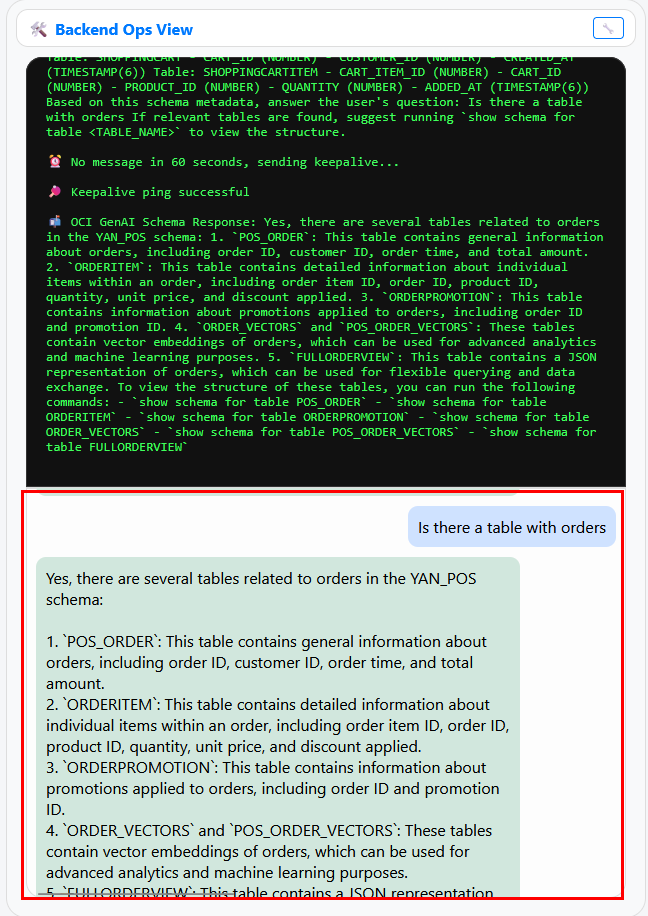 Backend Ops View
Table: SHOPPINGCART - CART_ID (NUMBER) - CUSTOMER_ID (NUMBER) - CREATED_AT
(TIMESTAMP(6)) Table: SHOPPINGCARTITEM - CART_ITEM_ID (NUMBER) - CART_ID
(NUMBER) - PRODUCT_ID (NUMBER) - QUANTITY (NUMBER) - ADDED_AT (TIMESTAMP(6))
Based on this schema metadata, answer the user's question: Is there a table
with orders If relevant tables are found, suggest running `show schema for
table <TABLE_NAME>` to view the structure.
No message in 60 seconds, sending keepalive...
Keepalive ping successful
OCI GenAI Schema Response: Yes, there are several tables related to orders
in the YAN_POS schema: 1. `POS_ORDER`: This table contains general information
about orders, including order ID, customer ID, order time, and total amount.
2. `ORDERITEM`: This table contains detailed information about individual
items within an order, including order item ID, order ID, product ID,
quantity, unit price, and discount applied. 3. `ORDERPROMOTION`: This table
contains information about promotions applied to orders, including order ID
and promotion ID. 4. `ORDER_VECTORS` and `POS_ORDER_VECTORS`: These tables
contain vector embeddings of orders, which can be used for advanced analytics
and machine learning purposes. 5. `FULLORDERVIEW`: This table contains a JSON
representation of orders, which can be used for flexible querying and data
exchange. To view the structure of these tables, you can run the following
commands: - `show schema for table POS_ORDER` - `show schema for table
ORDERITEM` - `show schema for table ORDERPROMOTION` - `show schema for table
ORDER_VECTORS` - `show schema for table POS_ORDER_VECTORS` - `show schema for
table FULLORDERVIEW`
Is there a table with orders
Yes, there are several tables related to orders in the YAN_POS
schema:
1. `POS_ORDER`: This table contains general information about
orders, including order ID, customer ID, order time, and total
amount.
2. `ORDERITEM`: This table contains detailed information about
individual items within an order, including order item ID, order ID,
product ID, quantity, unit price, and discount applied.
3. `ORDERPROMOTION`: This table contains information about
promotions applied to orders, including order ID and promotion
ID.
4. `ORDER_VECTORS` and `POS_ORDER_VECTORS`: These tables
contain vector embeddings of orders, which can be used for
advanced analytics and machine learning purposes.
5. `FULLORDERVIEW`: This table contains a JSON representation